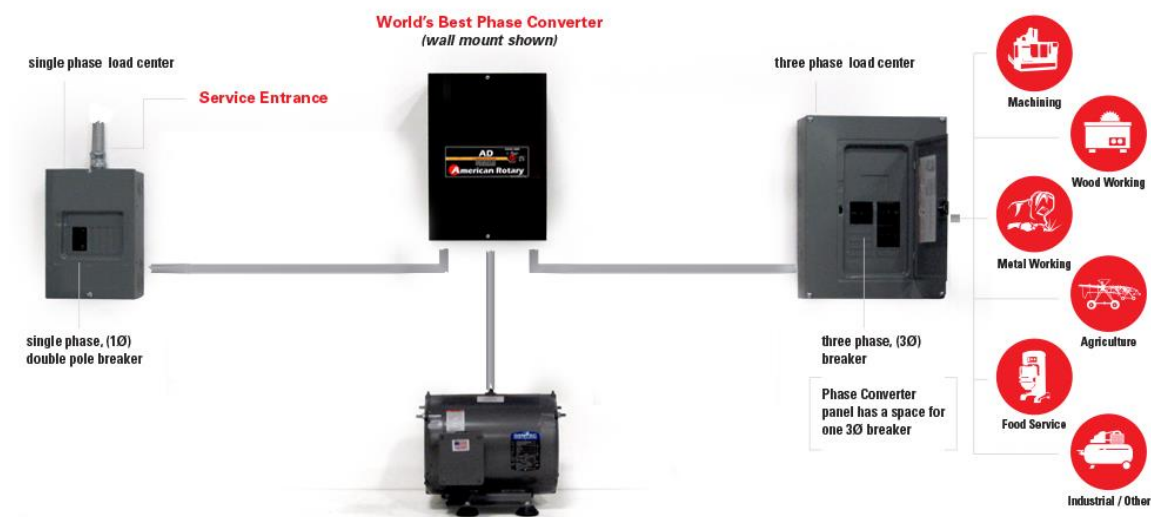 World's Best Phase Converter
(wall mount shown)
single phase load center
Service Entrance
three phase load center
AD
American Rotary
single phase, (1Ø)
double pole breaker
three phase, (3Ø)
breaker
Phase Converter
panel has a space for
one 3Ø breaker
Machining
Wood Working
Metal Working
Agriculture
Food Service
Industrial / Other